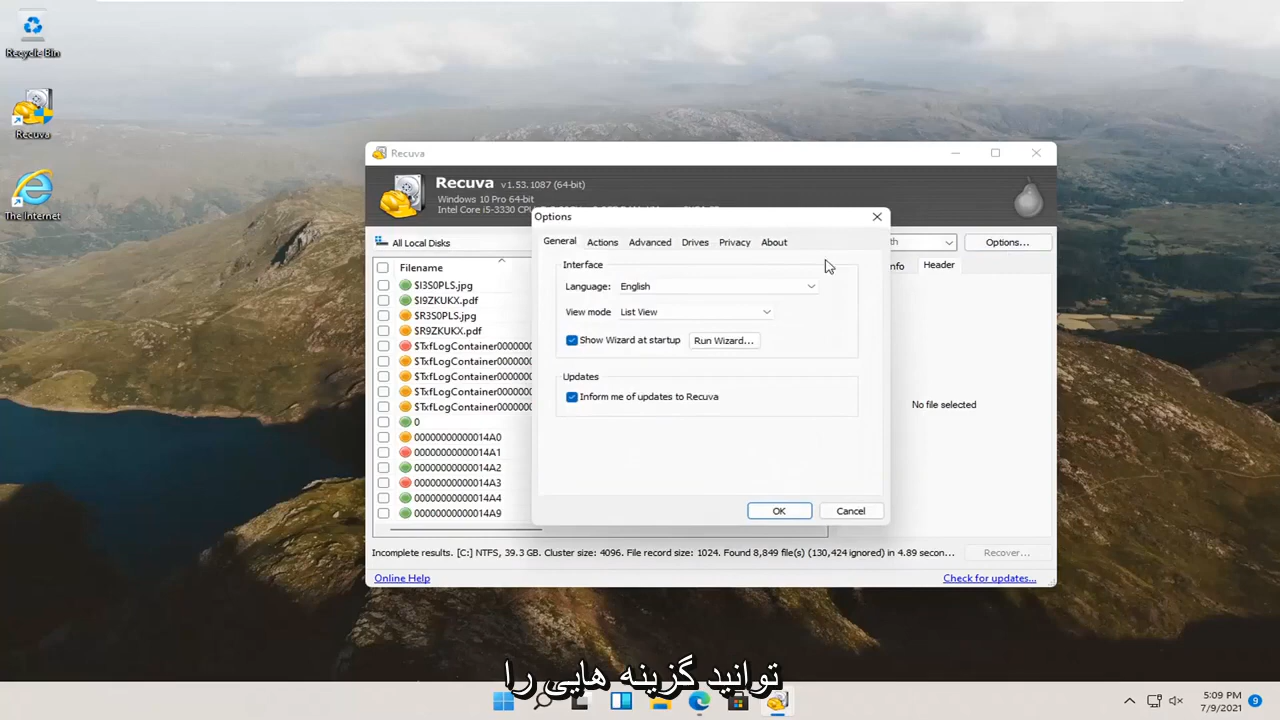 Recycle Bin
Recuva
The Internet
Recuva
Recuva v1.53.1087 (64-bit)
Windows 10 Pro 64-bit
Intel Core i5-3330 CPU
Options
General Actions Advanced Drives Privacy About
Interface
Language: English
View mode List View
Show Wizard at startup Run Wizard...
Updates
Inform me of updates to Recuva
OK Cancel
All Local Disks
Options...
Header
Filename
$I3S0PLS.jpg
$I9ZKUKX.pdf
$R3S0PLS.jpg
$R9ZKUKX.pdf
$TxfLogContainer0000000
$TxfLogContainer0000000
$TxfLogContainer0000000
$TxfLogContainer0000000
$TxfLogContainer0000000
0
00000000000014A0
00000000000014A1
00000000000014A2
00000000000014A3
00000000000014A4
00000000000014A9
No file selected
Incomplete results. [C:] NTFS, 39.3 GB. Cluster size: 4096. File record size: 1024. Found 8,849 file(s) (130,424 ignored) in 4.89 secon...
Recover...
Online Help
Check for updates...
توانید گزینه هایی را
5:09 PM
7/9/2021
9